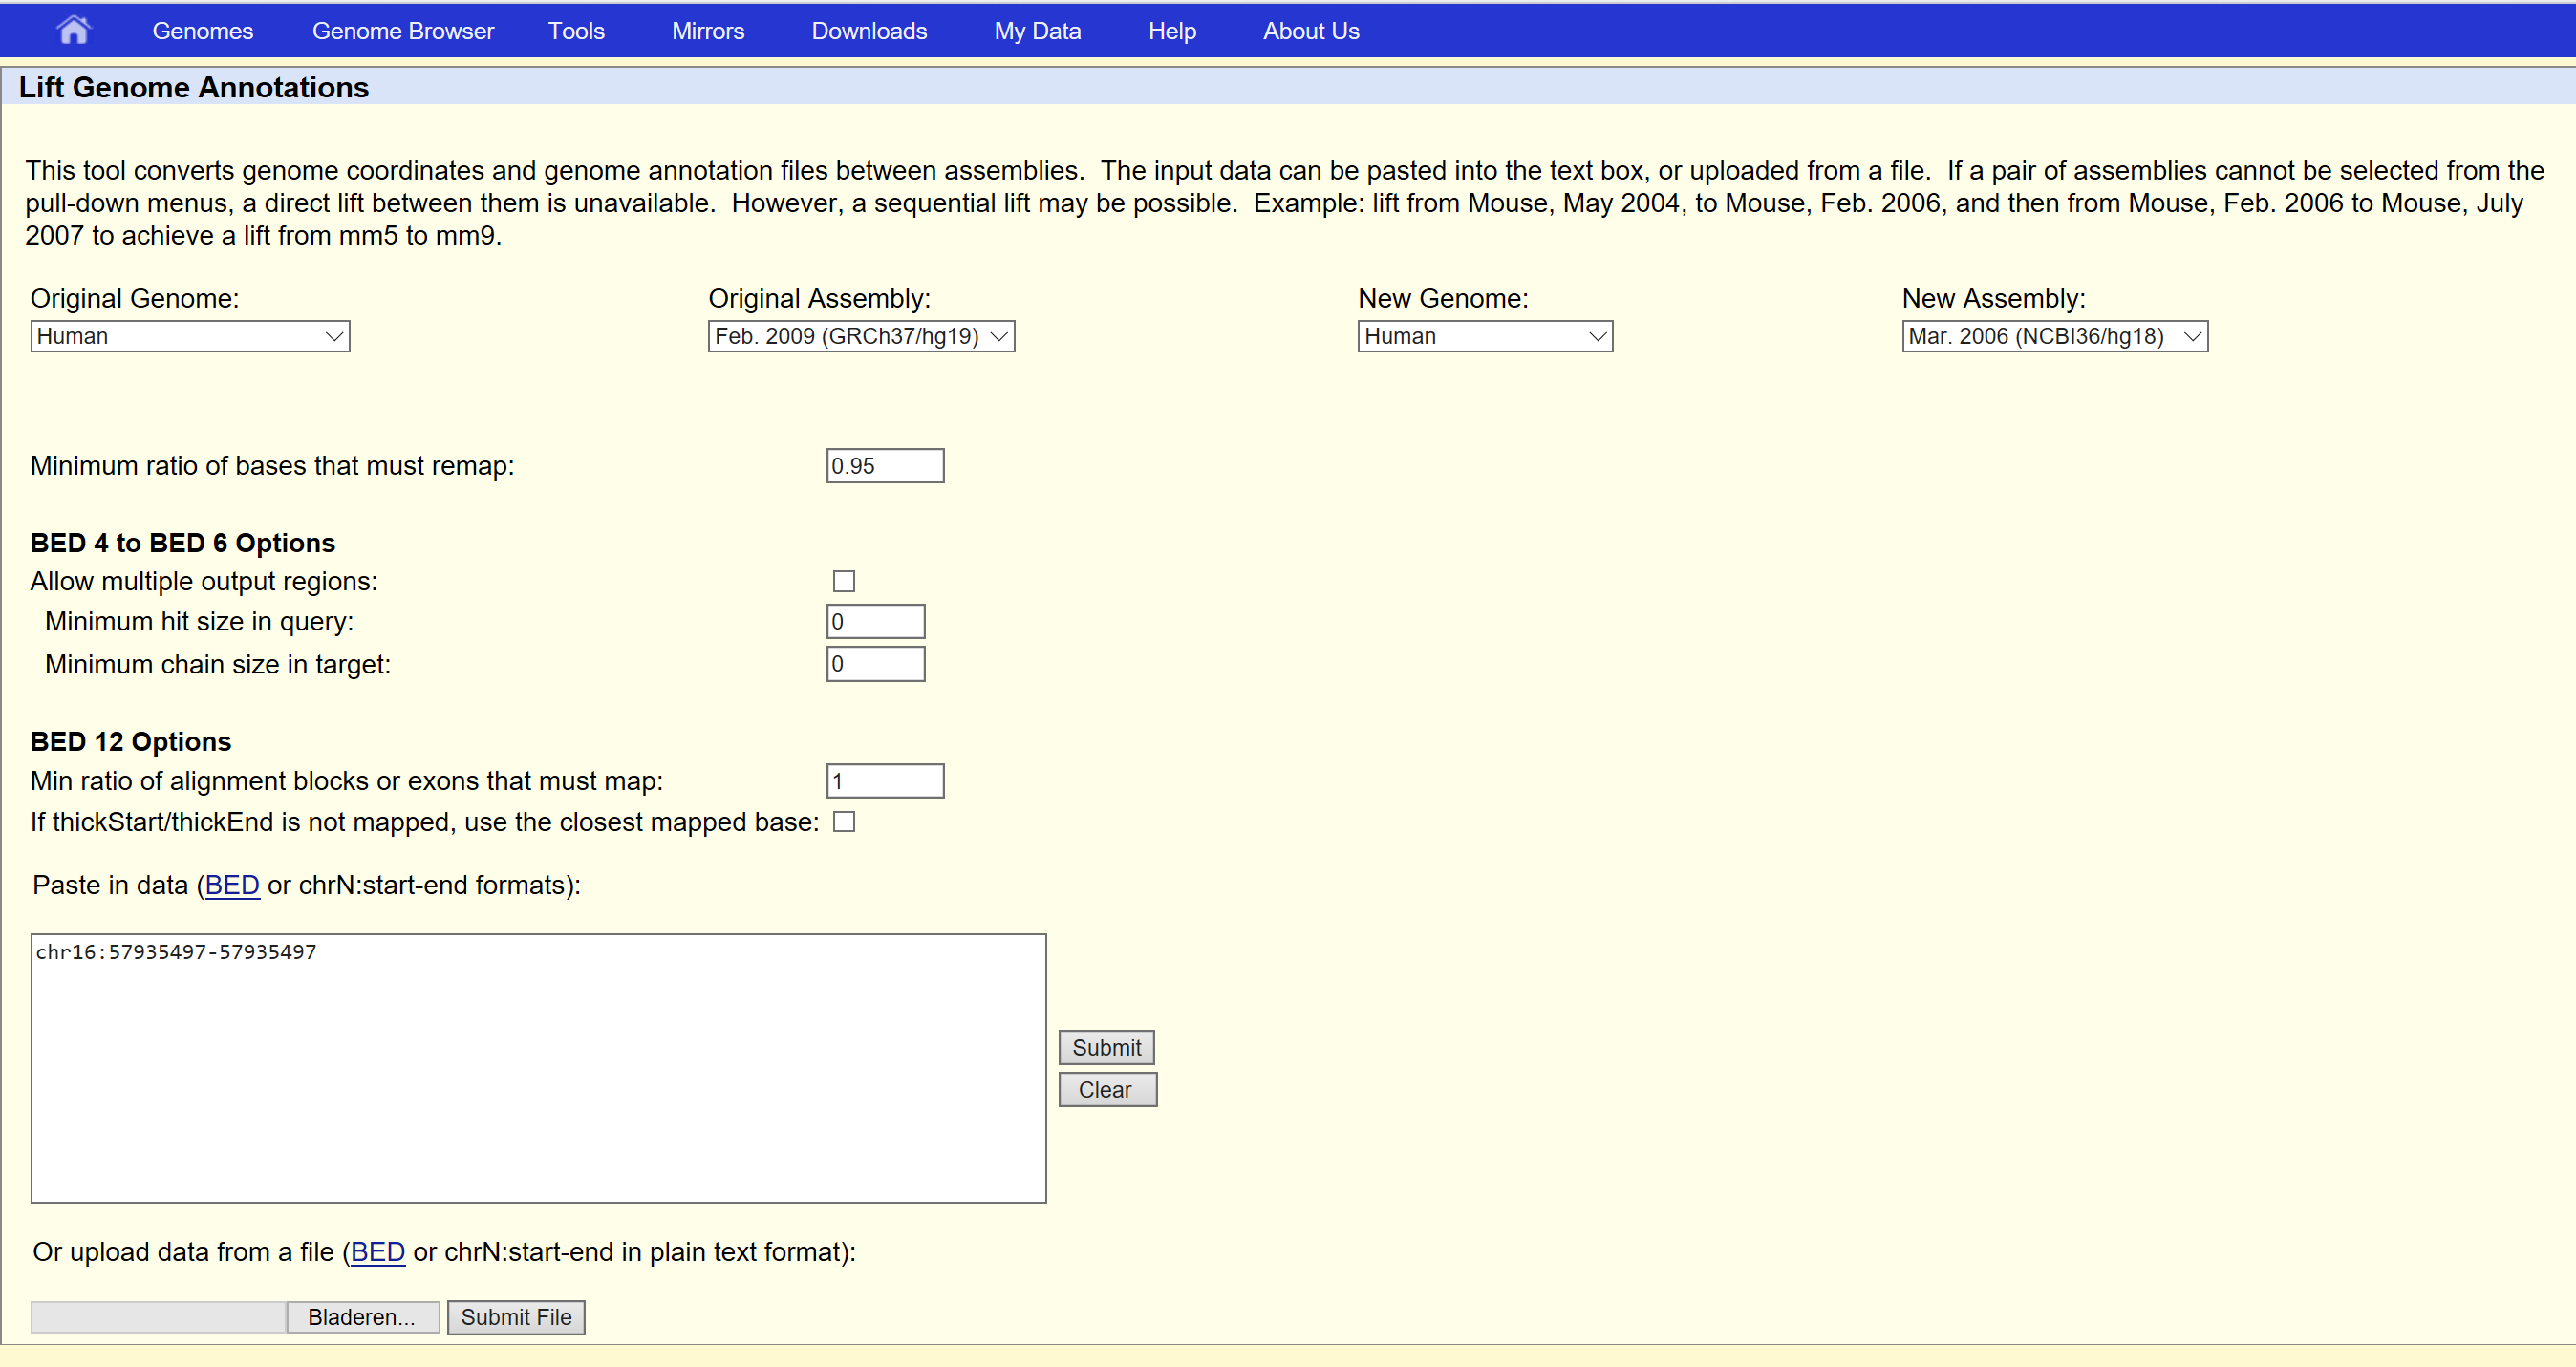 Genomes Genome Browser Tools Mirrors Downloads My Data Help About Us
Lift Genome Annotations
This tool converts genome coordinates and genome annotation files between assemblies. The input data can be pasted into the text box, or uploaded from a file. If a pair of assemblies cannot be selected from the
pull-down menus, a direct lift between them is unavailable. However, a sequential lift may be possible. Example: lift from Mouse, May 2004, to Mouse, Feb. 2006, and then from Mouse, Feb. 2006 to Mouse, July
2007 to achieve a lift from mm5 to mm9.
Original Genome: Original Assembly: New Genome: New Assembly:
Human Feb. 2009 (GRCh37/hg19) Human Mar. 2006 (NCBI36/hg18)
Minimum ratio of bases that must remap: 0.95
BED 4 to BED 6 Options
Allow multiple output regions:
Minimum hit size in query: 0
Minimum chain size in target: 0
BED 12 Options
Min ratio of alignment blocks or exons that must map: 1
If thickStart/thickEnd is not mapped, use the closest mapped base:
Paste in data (BED or chrN:start-end formats):
chr16:57935497-57935497
Submit
Clear
Or upload data from a file (BED or chrN:start-end in plain text format):
Bladeren... Submit File